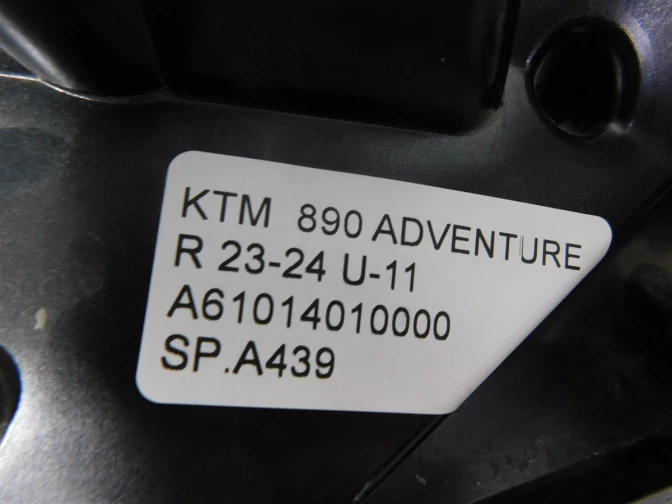 KTM 890 ADVENTURE
R 23-24 U-11
A61014010000
SP.A439